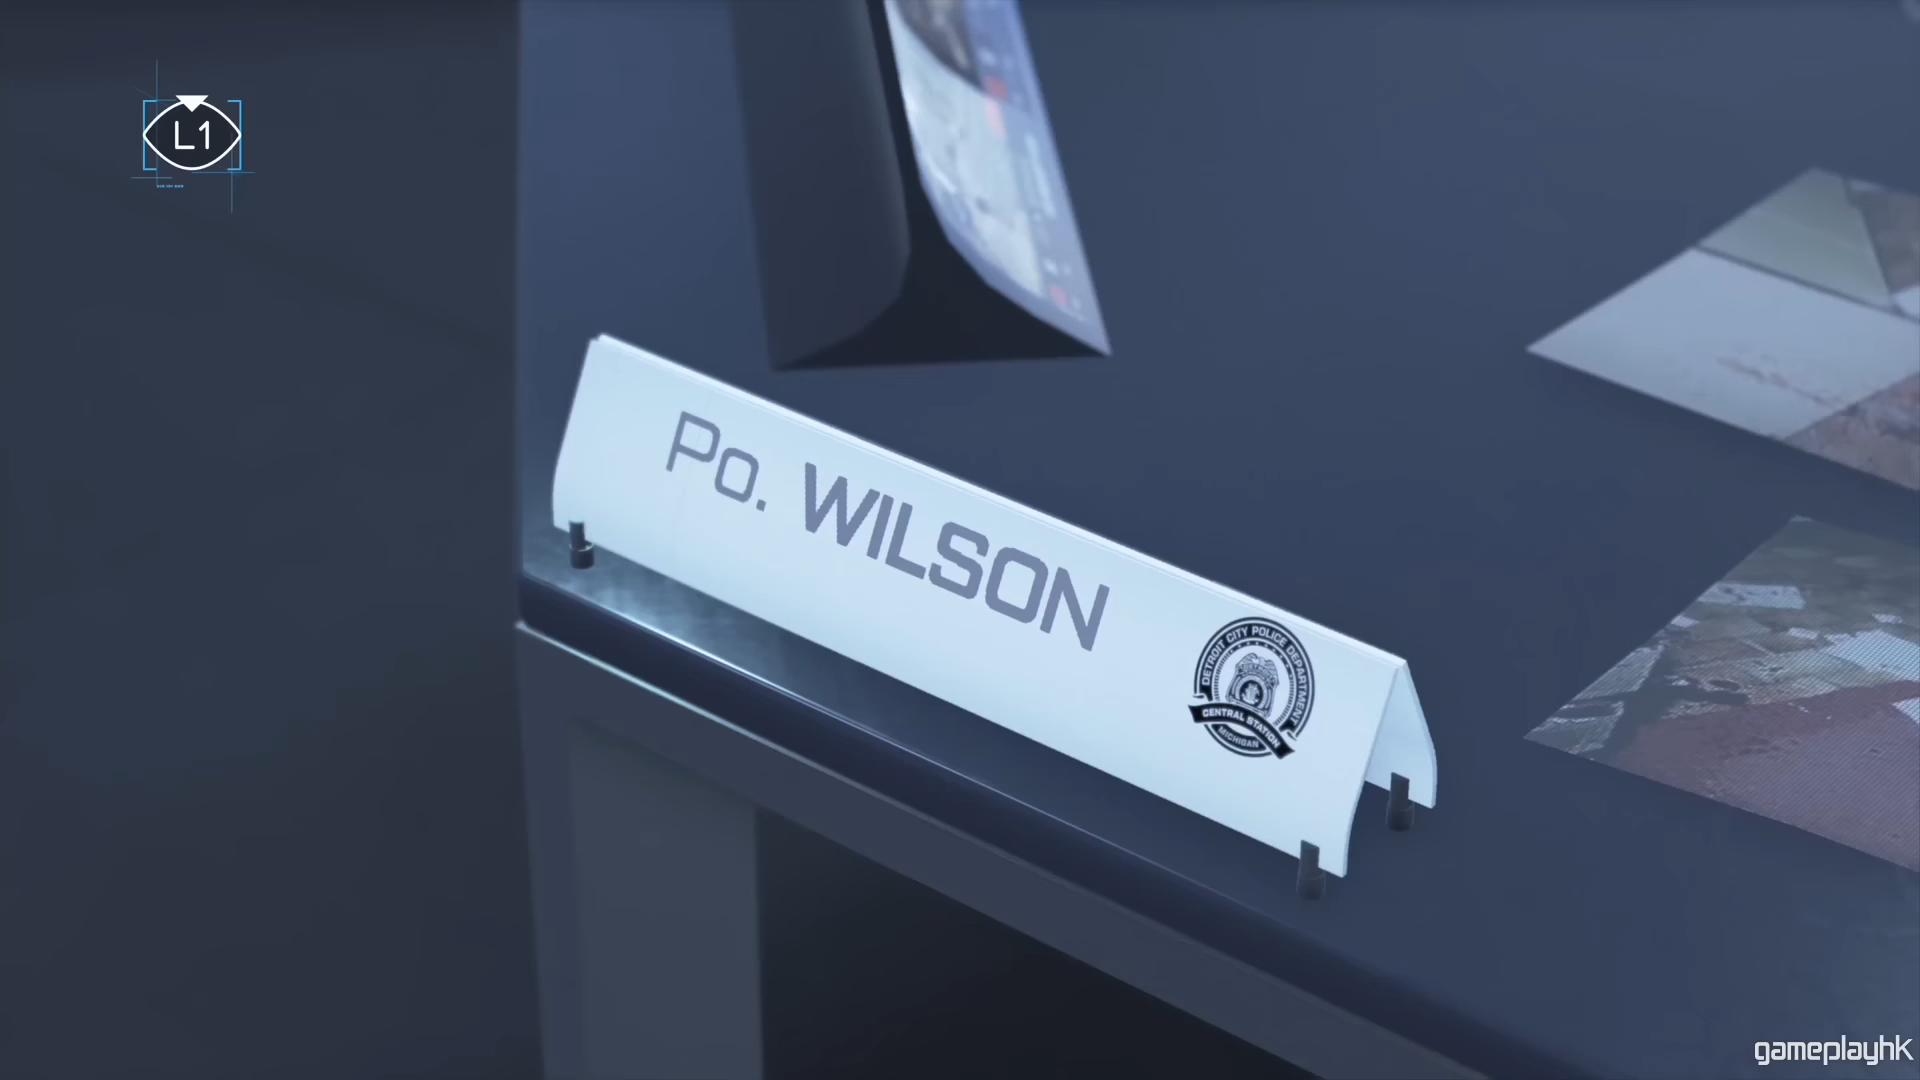 L1
Po. WILSON
DETROIT CITY POLICE DEPARTMENT
CENTRAL STATION
MICHIGAN
gameplayhk